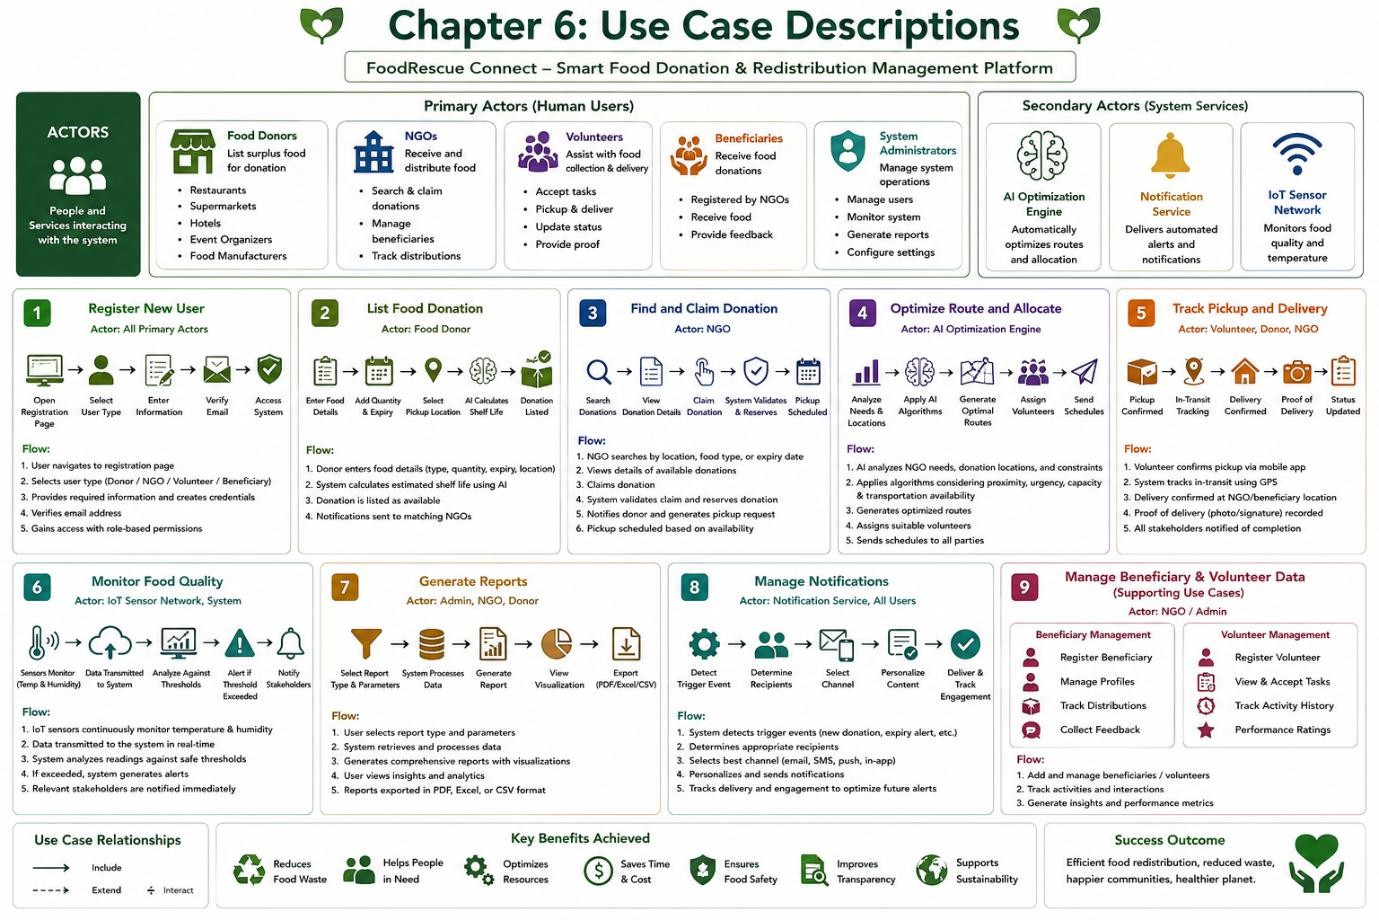 Chapter 6: Use Case Descriptions
FoodRescue Connect – Smart Food Donation & Redistribution Management Platform
ACTORS
People and
Services interacting
with the system
Primary Actors (Human Users)
Food Donors
List surplus food
for donation
• Restaurants
• Supermarkets
• Hotels
• Event Organizers
• Food Manufacturers
NGOs
Receive and
distribute food
• Search & claim
donations
• Manage
beneficiaries
• Track distributions
Volunteers
Assist with food
collection & delivery
• Accept tasks
• Pickup & deliver
• Update status
• Provide proof
Beneficiaries
Receive food
donations
• Registered by NGOs
• Receive food
• Provide feedback
System
Administrators
Manage system
operations
• Manage users
• Monitor system
• Generate reports
• Configure settings
Secondary Actors (System Services)
AI Optimization
Engine
Automatically
optimizes routes
and allocation
Notification
Service
Delivers automated
alerts and
notifications
IoT Sensor
Network
Monitors food
quality and
temperature
1
Register New User
Actor: All Primary Actors
Open
Registration
Page
Select
User Type
Enter
Information
Verify
Email
Access
System
Flow:
1. User navigates to registration page
2. Selects user type (Donor / NGO / Volunteer / Beneficiary)
3. Provides required information and creates credentials
4. Verifies email address
5. Gains access with role-based permissions
2
List Food Donation
Actor: Food Donor
Enter Food
Details
Add Quantity
& Expiry
Select
Pickup Location
AI Calculates
Shelf Life
Donation
Listed
Flow:
1. Donor enters food details (type, quantity, expiry, location)
2. System calculates estimated shelf life using AI
3. Donation is listed as available
4. Notifications sent to matching NGOs
3
Find and Claim Donation
Actor: NGO
Search
Donations
View
Donation Details
Claim
Donation
System Validates
& Reserves
Pickup
Scheduled
Flow:
1. NGO searches by location, food type, or expiry date
2. Views details of available donations
3. Claims donation
4. System validates claim and reserves donation
5. Notifies donor and generates pickup request
6. Pickup scheduled based on availability
4
Optimize Route and Allocate
Actor: AI Optimization Engine
Analyze
Needs &
Locations
Apply AI
Algorithms
Generate
Optimal
Routes
Assign
Volunteers
Send
Schedules
Flow:
1. AI analyzes NGO needs, donation locations, and constraints
2. Applies algorithms considering proximity, urgency, capacity
& transportation availability
3. Generates optimized routes
4. Assigns suitable volunteers
5. Sends schedules to all parties
5
Track Pickup and Delivery
Actor: Volunteer, Donor, NGO
Pickup
Confirmed
In-Transit
Tracking
Delivery
Confirmed
Proof of
Delivery
Status
Updated
Flow:
1. Volunteer confirms pickup via mobile app
2. System tracks in-transit using GPS
3. Delivery confirmed at NGO/beneficiary location
4. Proof of delivery (photo/signature) recorded
5. All stakeholders notified of completion
6
Monitor Food Quality
Actor: IoT Sensor Network, System
Sensors Monitor
(Temp & Humidity)
Data Transmitted
to System
Analyze Against
Thresholds
Alert if
Threshold
Exceeded
Notify
Stakeholders
Flow:
1. IoT sensors continuously monitor temperature & humidity
2. Data transmitted to the system in real-time
3. System analyzes readings against safe thresholds
4. If exceeded, system generates alerts
5. Relevant stakeholders are notified immediately
7
Generate Reports
Actor: Admin, NGO, Donor
Select Report
Type & Parameters
System Processes
Data
Generate
Report
View
Visualization
Export
(PDF/Excel/CSV)
Flow:
1. User selects report type and parameters
2. System retrieves and processes data
3. Generates comprehensive reports with visualizations
4. User views insights and analytics
5. Reports exported in PDF, Excel, or CSV format
8
Manage Notifications
Actor: Notification Service, All Users
Detect
Trigger Event
Determine
Recipients
Select
Channel
Personalize
Content
Deliver &
Track
Engagement
Flow:
1. System detects trigger events (new donation, expiry alert, etc.)
2. Determines appropriate recipients
3. Selects best channel (email, SMS, push, in-app)
4. Personalizes and sends notifications
5. Tracks delivery and engagement to optimize future alerts
9
Manage Beneficiary & Volunteer Data
(Supporting Use Cases)
Actor: NGO / Admin
Beneficiary Management
Register Beneficiary
Manage Profiles
Track Distributions
Collect Feedback
Volunteer Management
Register Volunteer
View & Accept Tasks
Track Activity History
Performance Ratings
Flow:
1. Add and manage beneficiaries / volunteers
2. Track activities and interactions
3. Generate insights and performance metrics
Use Case Relationships
Include
Extend
÷ Interact
Key Benefits Achieved
Reduces
Food Waste
Helps People
in Need
Optimizes
Resources
$
Saves Time
& Cost
Ensures
Food Safety
Improves
Transparency
Supports
Sustainability
Success Outcome
Efficient food redistribution, reduced waste,
happier communities, healthier planet.